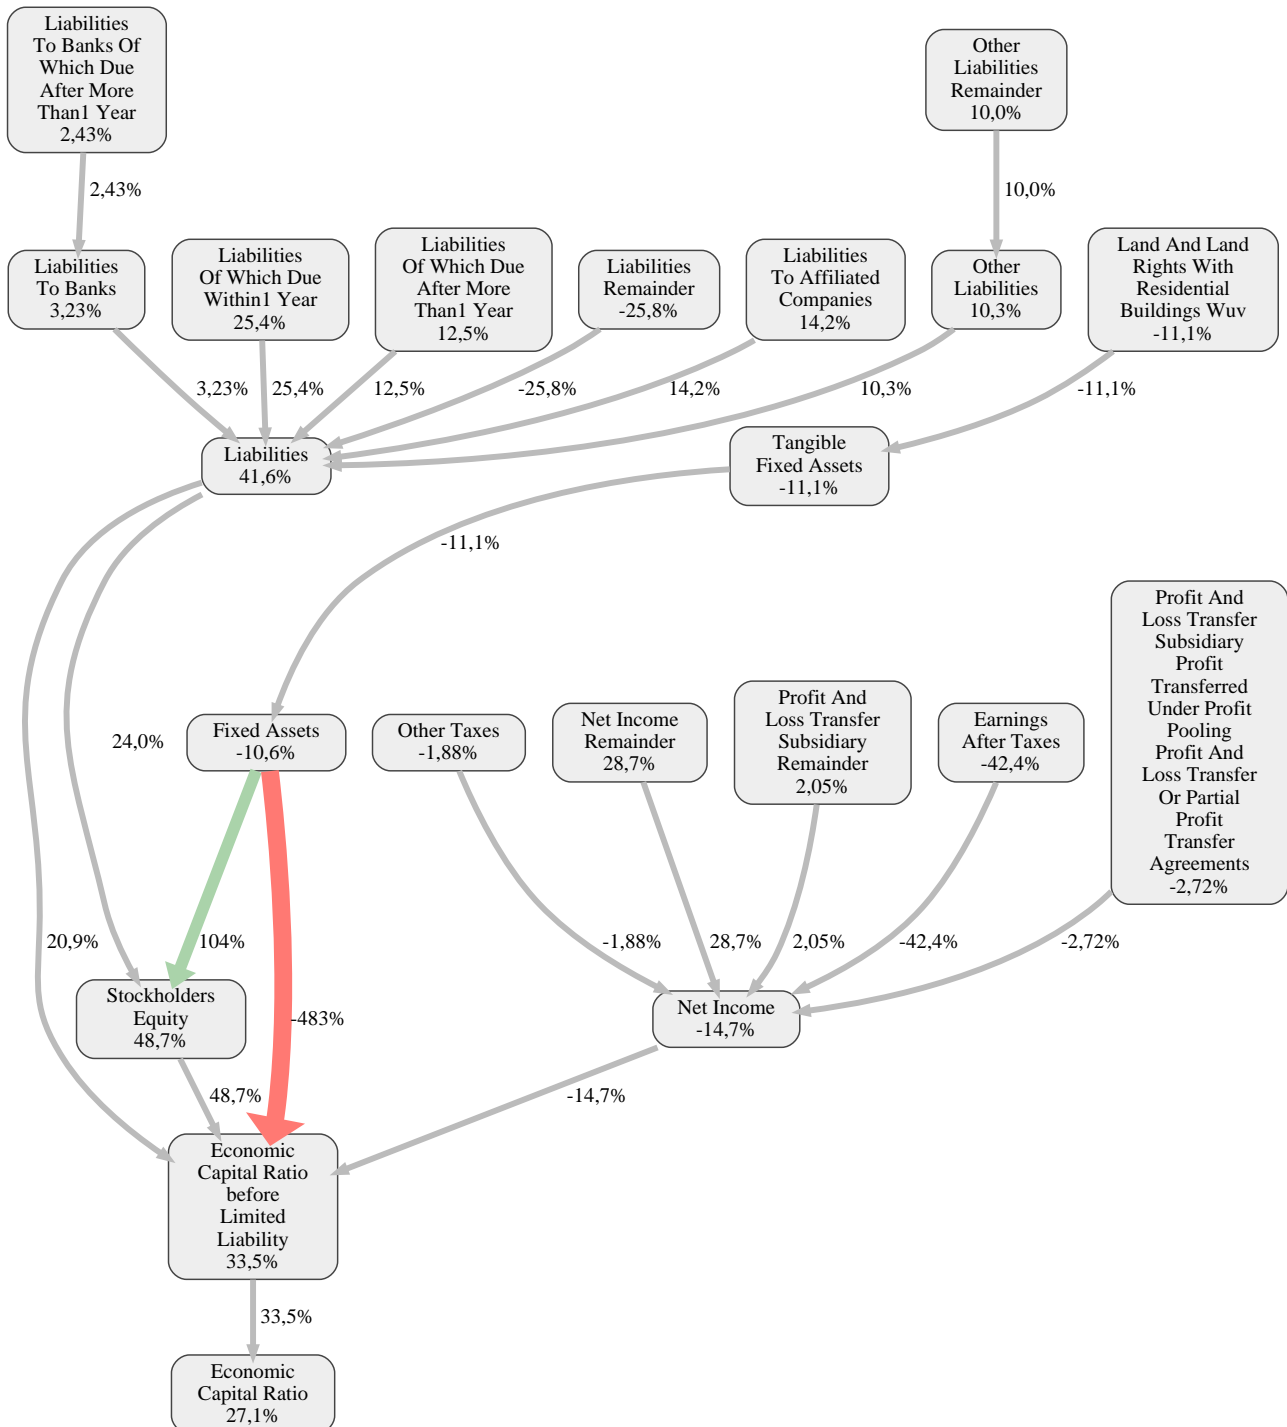 Liabilities
To Banks Of
Which Due
After More
Than1 Year
2,43%
Other
Liabilities
Remainder
10,0%
2,43%
10,0%
Liabilities
To Banks
3,23%
Liabilities
Of Which Due
Within1 Year
25,4%
Liabilities
Of Which Due
After More
Than1 Year
12,5%
Liabilities
Remainder
-25,8%
Liabilities
To Affiliated
Companies
14,2%
Other
Liabilities
10,3%
Land And Land
Rights With
Residential
Buildings Wuv
-11,1%
3,23%
25,4%
12,5%
-25,8%
14,2%
10,3%
-11,1%
Liabilities
41,6%
Tangible
Fixed Assets
-11,1%
-11,1%
Profit And
Loss Transfer
Subsidiary
Profit
Transferred
Under Profit
Pooling
Profit And
Loss Transfer
Or Partial
Profit
Transfer
Agreements
-2,72%
24,0%
Fixed Assets
-10,6%
Other Taxes
-1,88%
Net Income
Remainder
28,7%
Profit And
Loss Transfer
Subsidiary
Remainder
2,05%
Earnings
After Taxes
-42,4%
20,9%
104%
-1,88%
28,7%
2,05%
-42,4%
-2,72%
Stockholders
Equity
48,7%
-483%
Net Income
-14,7%
48,7%
-14,7%
Economic
Capital Ratio
before
Limited
Liability
33,5%
33,5%
Economic
Capital Ratio
27,1%